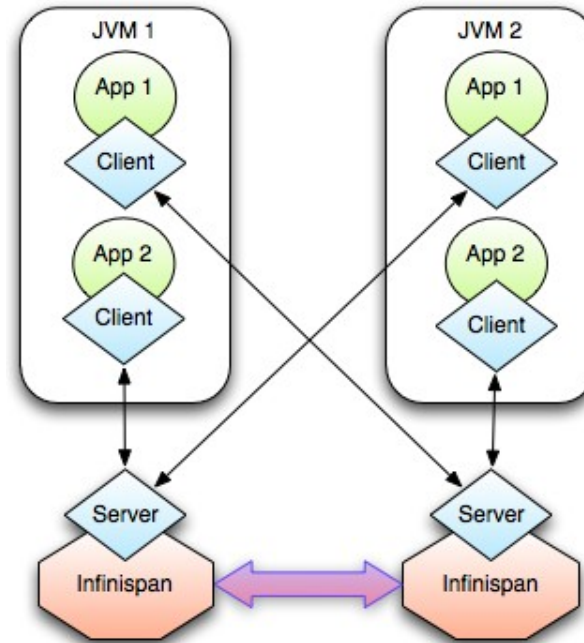 JVM 1
JVM 2
App 1
App 1
Client
Client
App 2
App 2
Client
Client
Server
Server
Infinispan
Infinispan